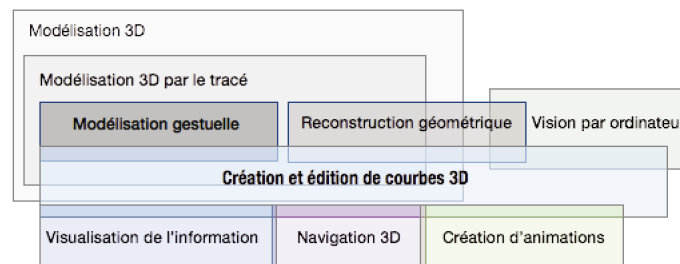 Modélisation 3D
Modélisation 3D par le tracé
Modélisation gestuelle
Reconstruction géométrique
Vision par ordinateur
Création et édition de courbes 3D
Visualisation de l'information
Navigation 3D
Création d'animations